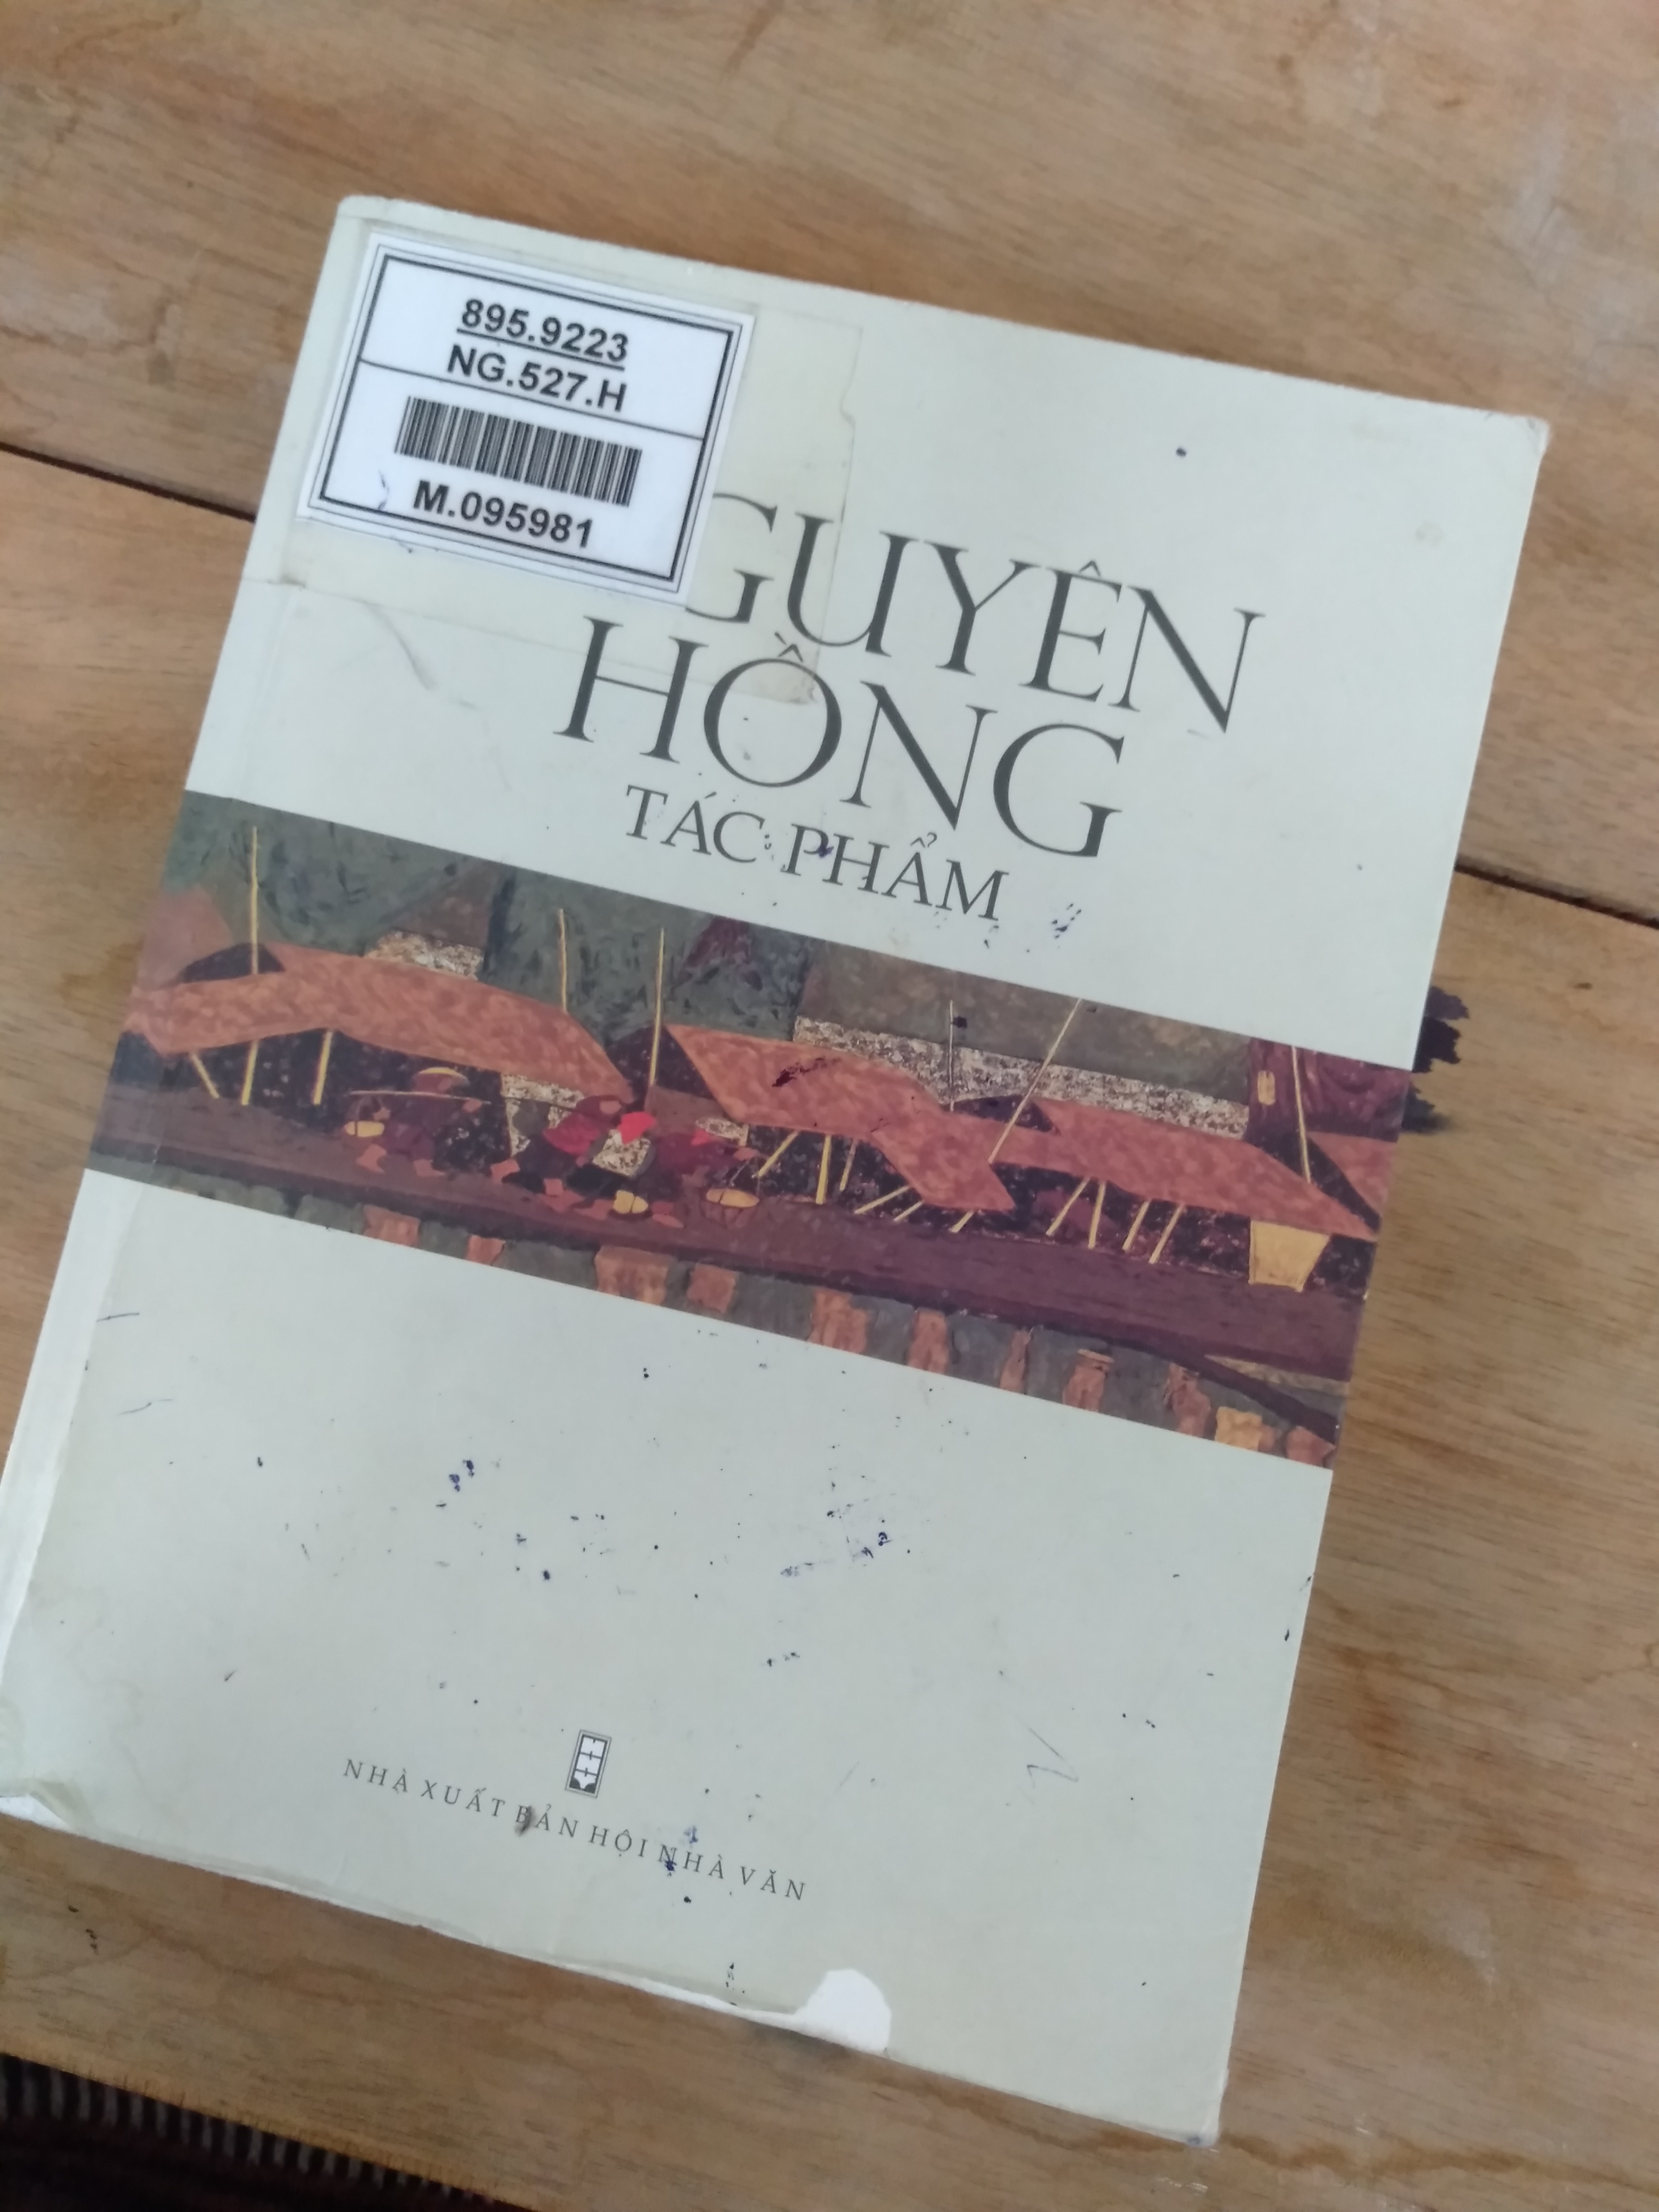 895.9223
NG.527.H
M.095981
GUYÊN
HỒNG
TÁC PHẨM
NHÀ XUẤT BẢN HỘI NHÀ VĂN